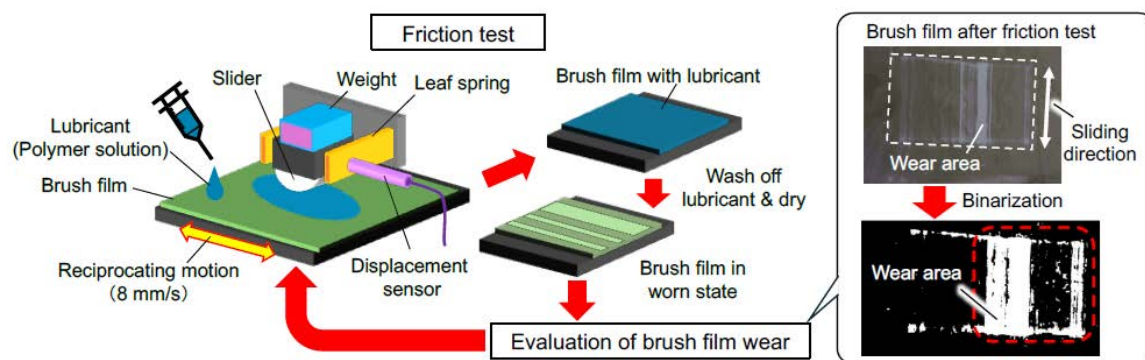 Friction test
Slider
Weight
Leaf spring
Lubricant
(Polymer solution)
Brush film
Reciprocating motion
(8 mm/s)
Displacement
sensor
Brush film with lubricant
Wash off
lubricant & dry
Brush film in
worn state
Evaluation of brush film wear
Brush film after friction test
Wear area
Sliding
direction
Binarization
Wear area